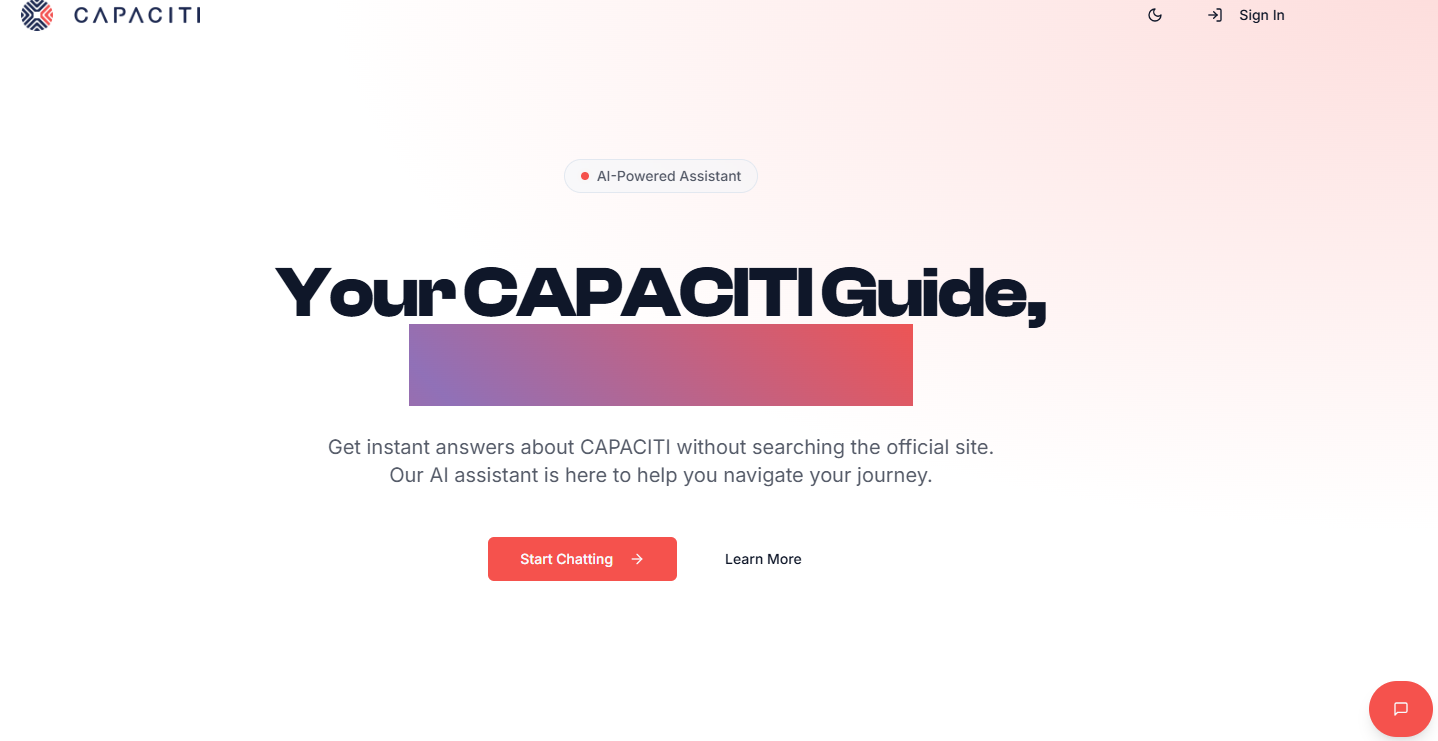 CAPACITI
Sign In
AI-Powered Assistant
Your CAPACITI Guide,
Get instant answers about CAPACITI without searching the official site.
Our AI assistant is here to help you navigate your journey.
Start Chatting
Learn More